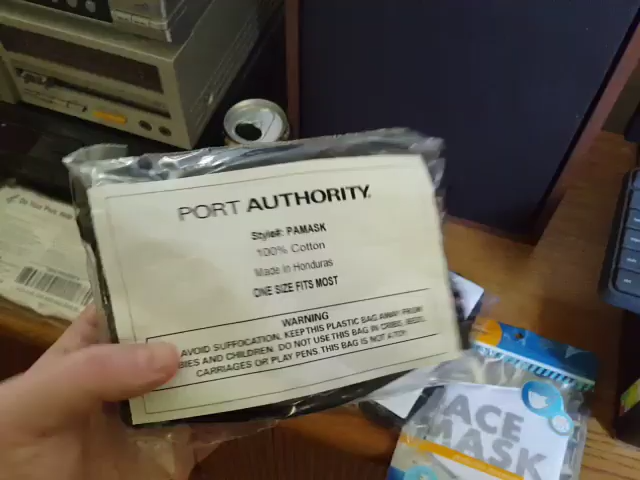 PORT AUTHORITY.
Style#: PAMASK
100% Cotton
Made in Honduras
ONE SIZE FITS MOST
WARNING
AVOID SUFFOCATION, KEEP THIS PLASTIC BAG AWAY FROM
BIES AND CHILDREN. DO NOT USE THIS BAG IN CRIBS, BEDS,
CARRIAGES OR PLAY PENS. THIS BAG IS NOT A TOY.
ACE
MASK